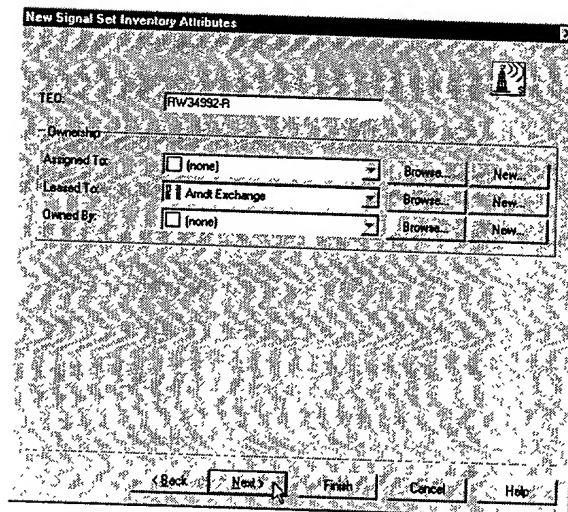 New Signal Set Inventory Attributes
TEO: RW34992-R
Ownership
Assigned To: (none) Browse... New...
Leased To: Arndt Exchange Browse... New...
Owned By: (none) Browse... New...
< Back Next > Finish Cancel Help